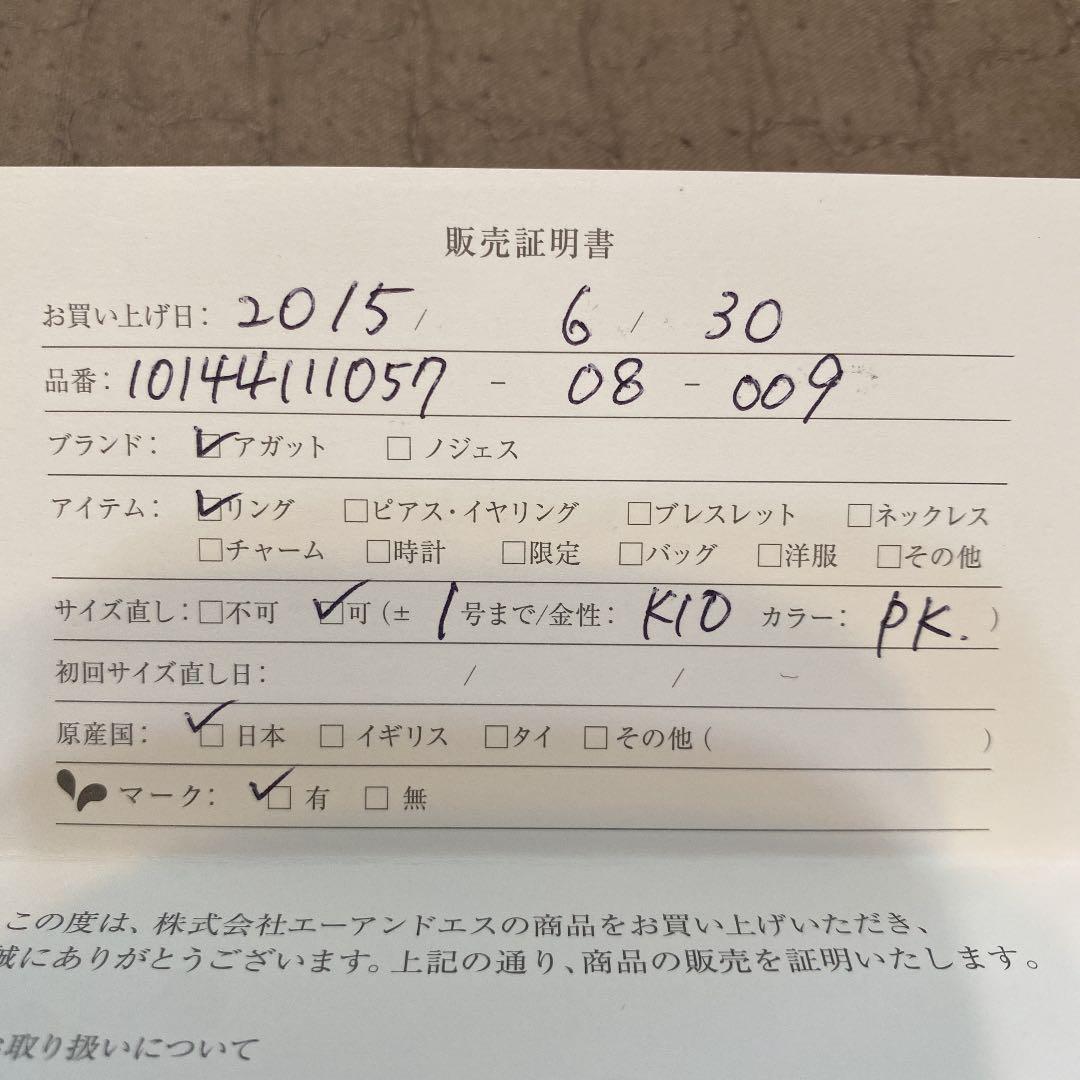 販売証明書
お買い上げ日: 2015 / 6 / 30
品番: 10144111057 - 08 - 009
ブランド: ☑アガット □ ノジェス
アイテム: ☑リング □ピアス・イヤリング □ブレスレット □ネックレス
□チャーム □時計 □限定 □バッグ □洋服 □その他
サイズ直し: □不可 ☑可 (± 1 号まで/金性: K10 カラー: PK. )
初回サイズ直し日: / /
原産国: ☑ 日本 □ イギリス □タイ □ その他 ( )
マーク: ☑ 有 □ 無
この度は、株式会社エーアンドエスの商品をお買い上げいただき、
誠にありがとうございます。上記の通り、商品の販売を証明いたします。
お取り扱いについて